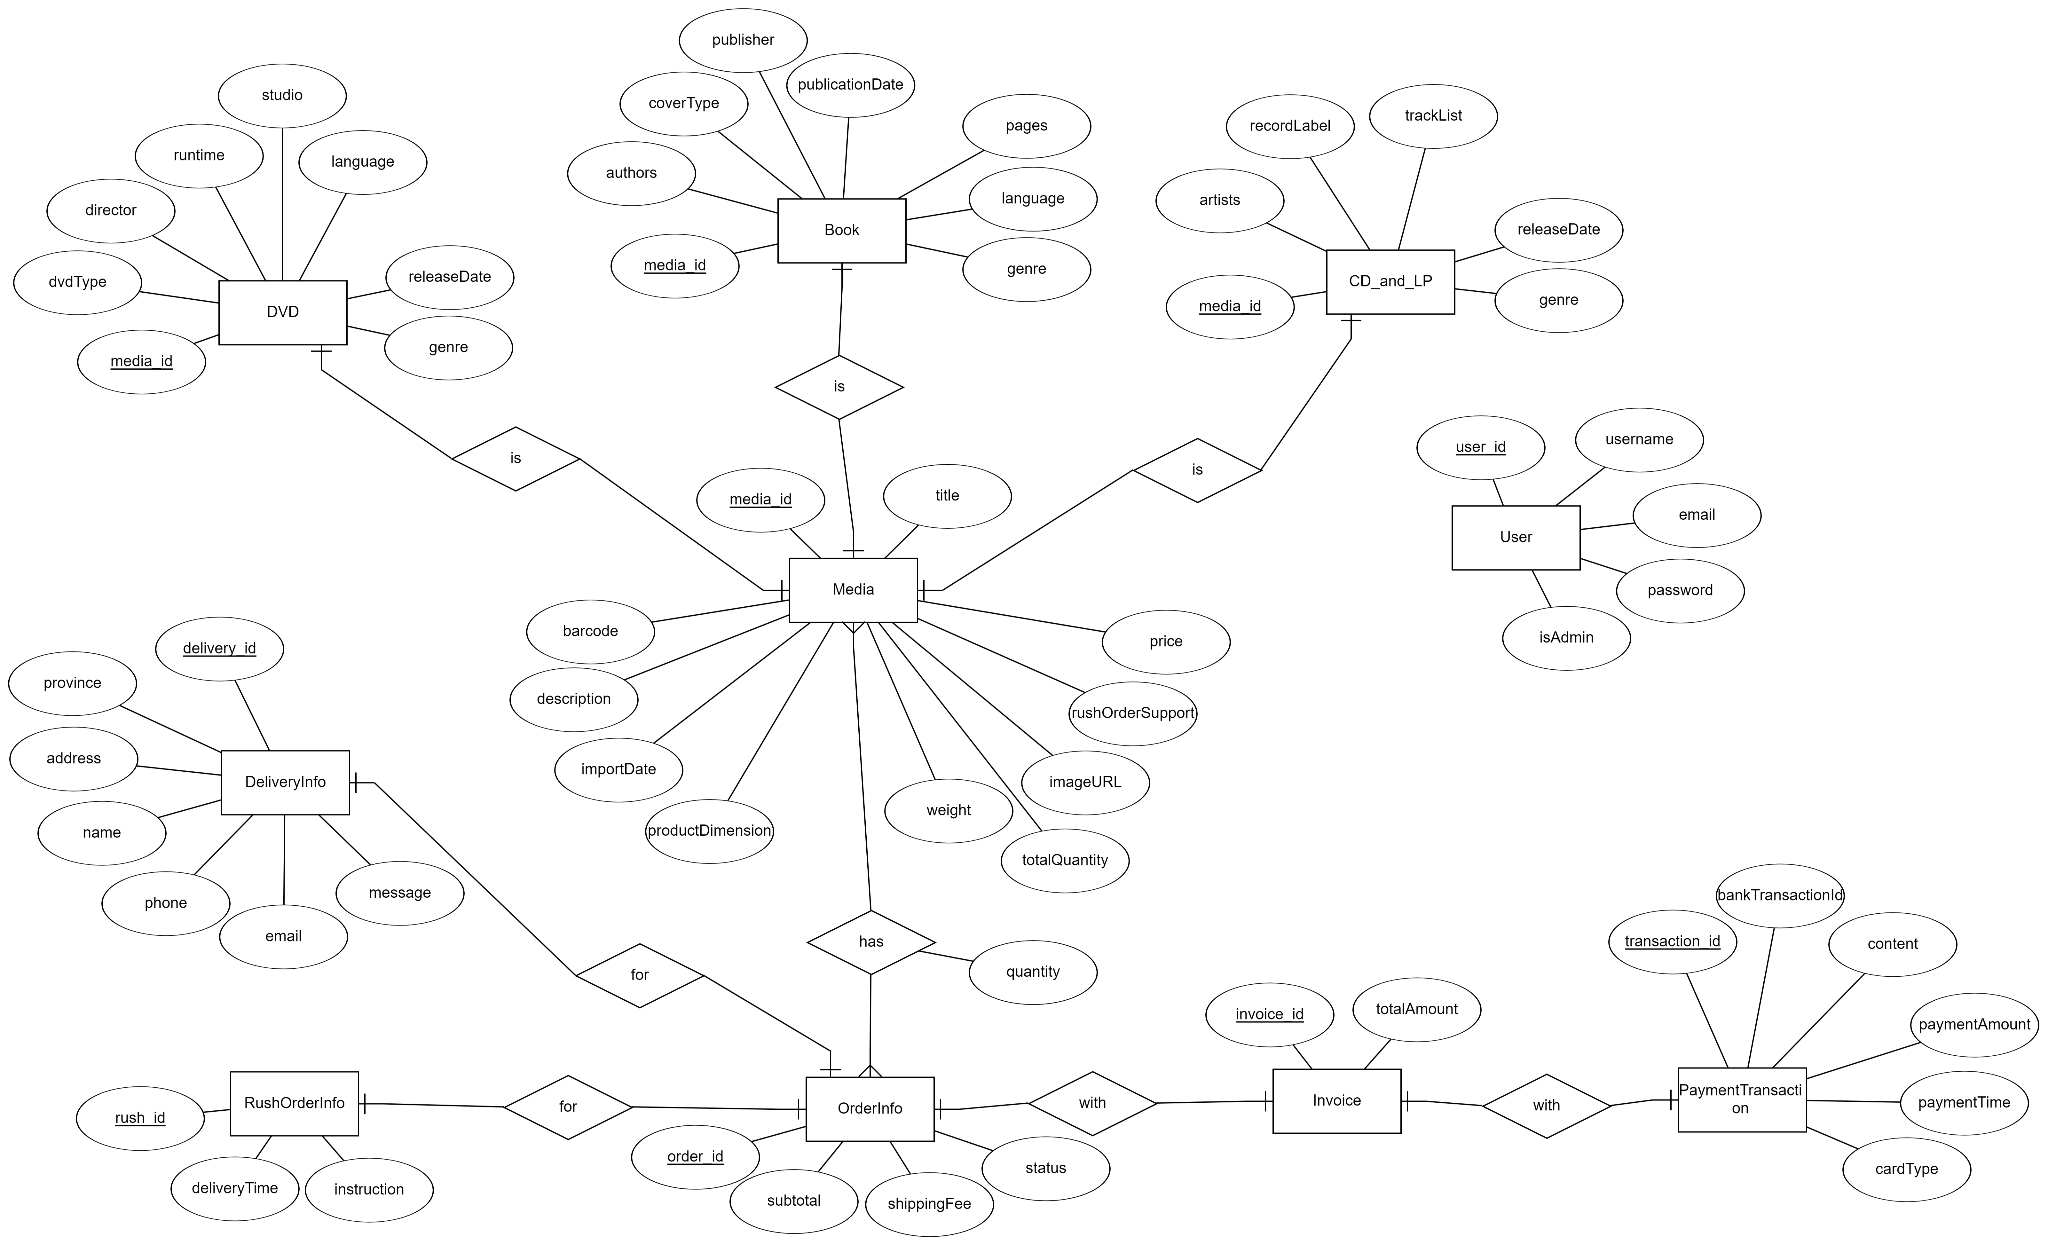 publisher
publicationDate
studio
coverType
pages
recordLabel
trackList
runtime
language
authors
language
artists
director
Book
releaseDate
media_id
genre
dvdType
releaseDate
DVD
CD_and_LP
media_id
genre
media_id
genre
is
is
is
user_id
username
media_id
title
email
User
Media
password
isAdmin
barcode
price
description
rushOrderSupport
delivery_id
province
address
DeliveryInfo
importDate
imageURL
name
productDimension
weight
totalQuantity
phone
message
email
has
quantity
for
bankTransactionId
transaction_id
content
invoice_id
totalAmount
paymentAmount
RushOrderInfo
for
OrderInfo
with
Invoice
with
PaymentTransacti
on
paymentTime
rush_id
order_id
status
cardType
deliveryTime
instruction
subtotal
shippingFee